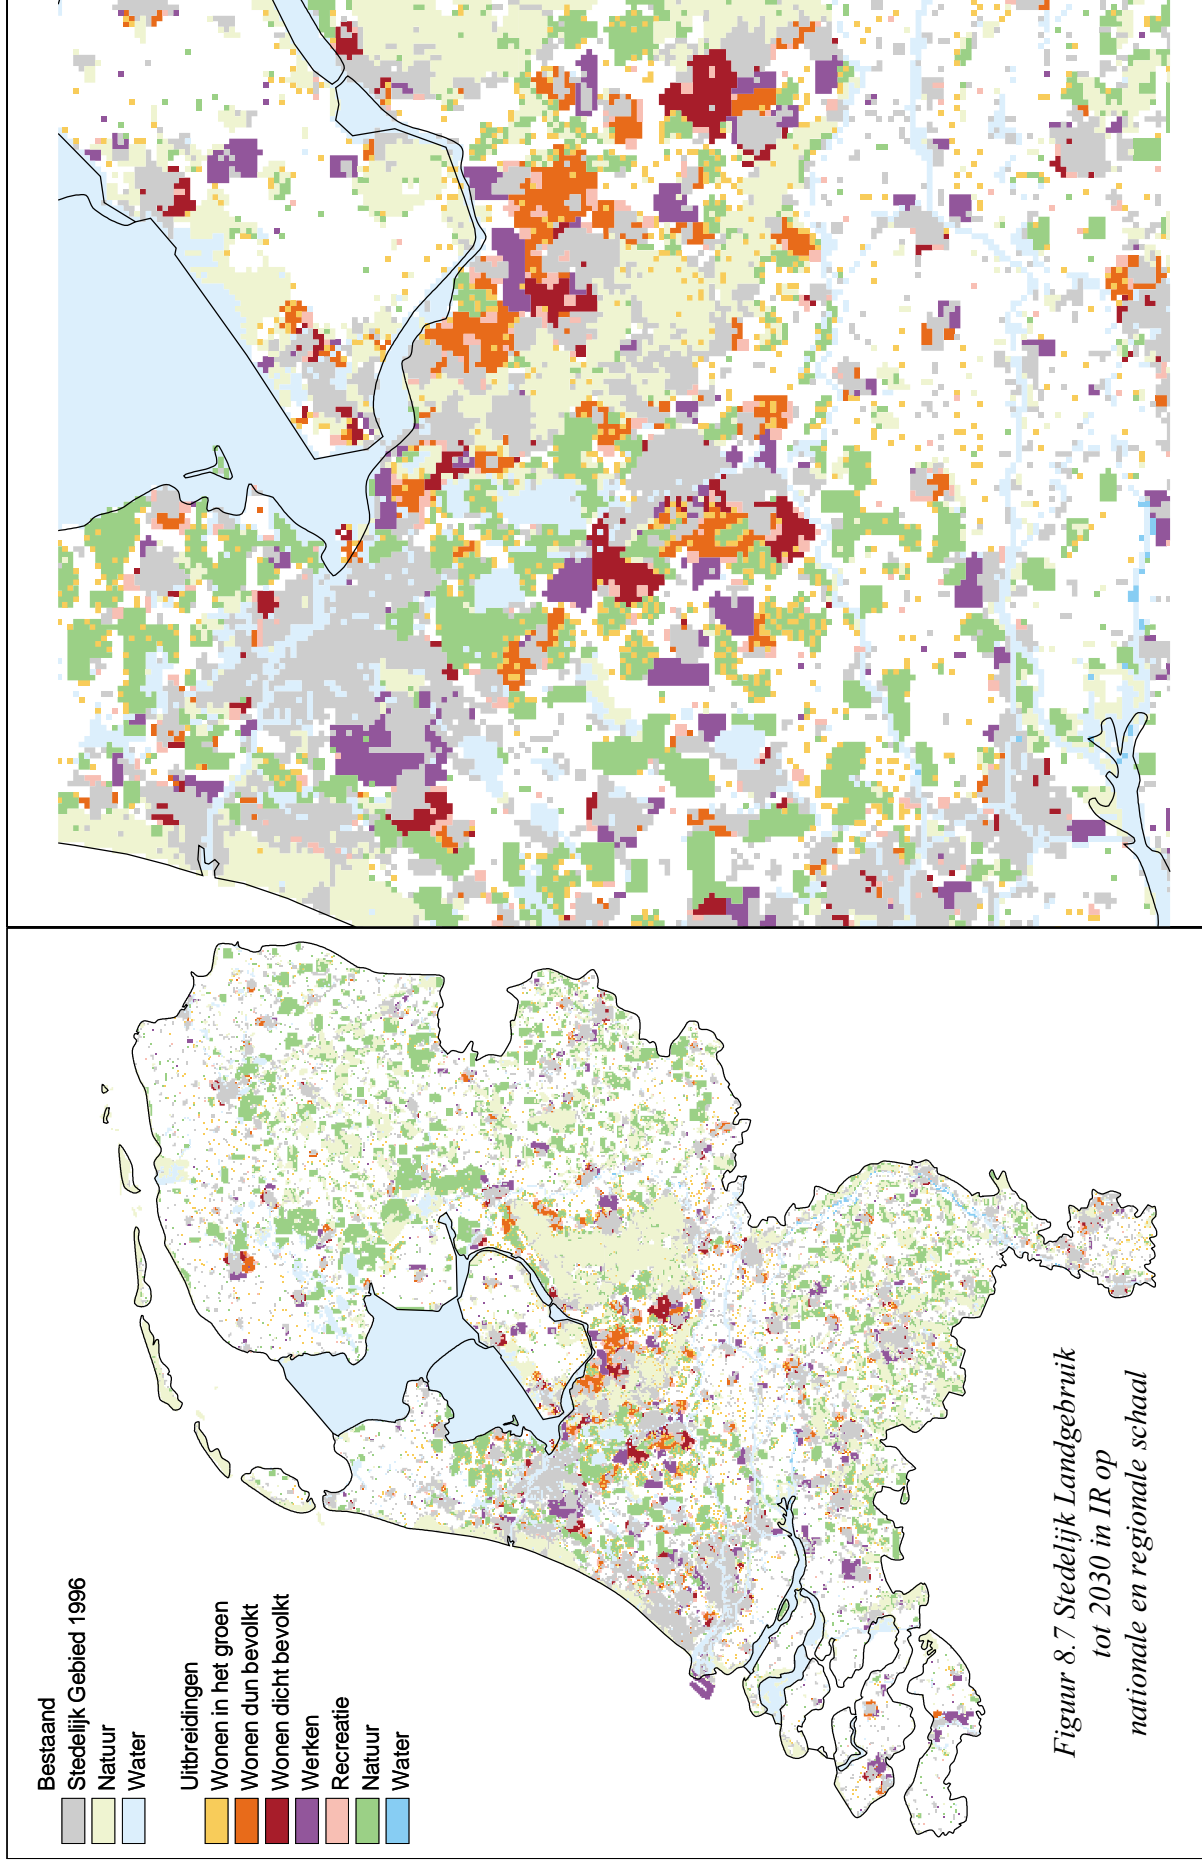 Bestand
Stedelijk Gebied 1996
Natuur
Water
Uitbreidingen
Wonen in het groen
Wonen dun bevolkt
Wonen dicht bevolkt
Werken
Recreatie
Natuur
Water
Figuur 8.7 Stedelijk Landgebruik
tot 2030 in IR op
nationale en regionale schaal